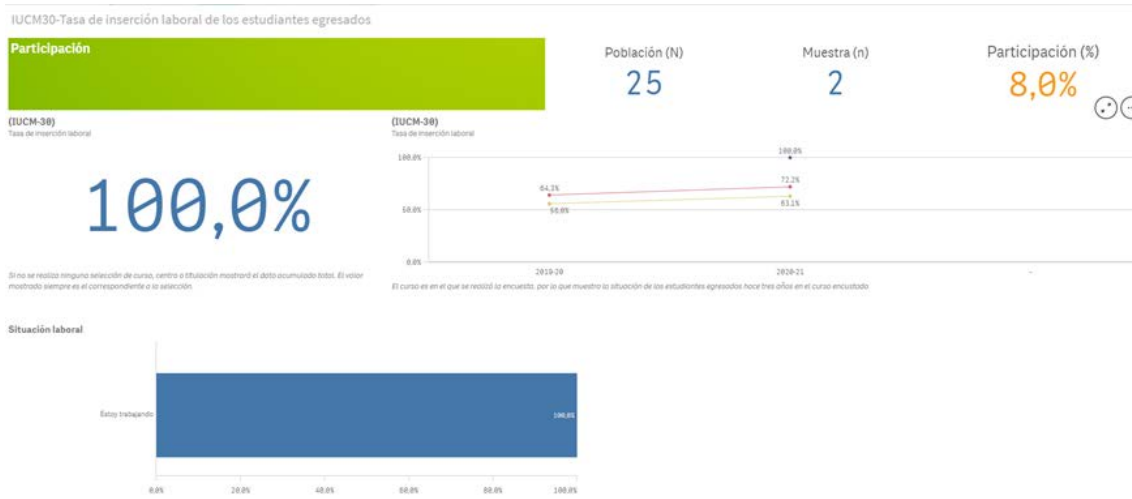 IUCM30-Tasa de inserción laboral de los estudiantes egresados
Participación
Población (N)
25
Muestra (n)
2
Participación (%)
8,0%
(IUCM-30)
Tasa de inserción laboral
100,0%
Si no se realiza ninguna selección de curso, centro o titulación mostrará el dato acumulado total. El valor
mostrado siempre es el correspondiente a la selección.
(IUCM-30)
Tasa de inserción laboral
100.0%
50.0%
0.0%
64,3%
100,0%
72,2%
63,1%
2019-20
2020-21
-
El curso es en el que se realizó la encuesta, por lo que muestra la situación de los estudiantes egresados hace tres años en el curso encuestado
Situación laboral
Estoy trabajando
100,0%
0,0%
20,0%
40,0%
60,0%
80,0%
100,0%